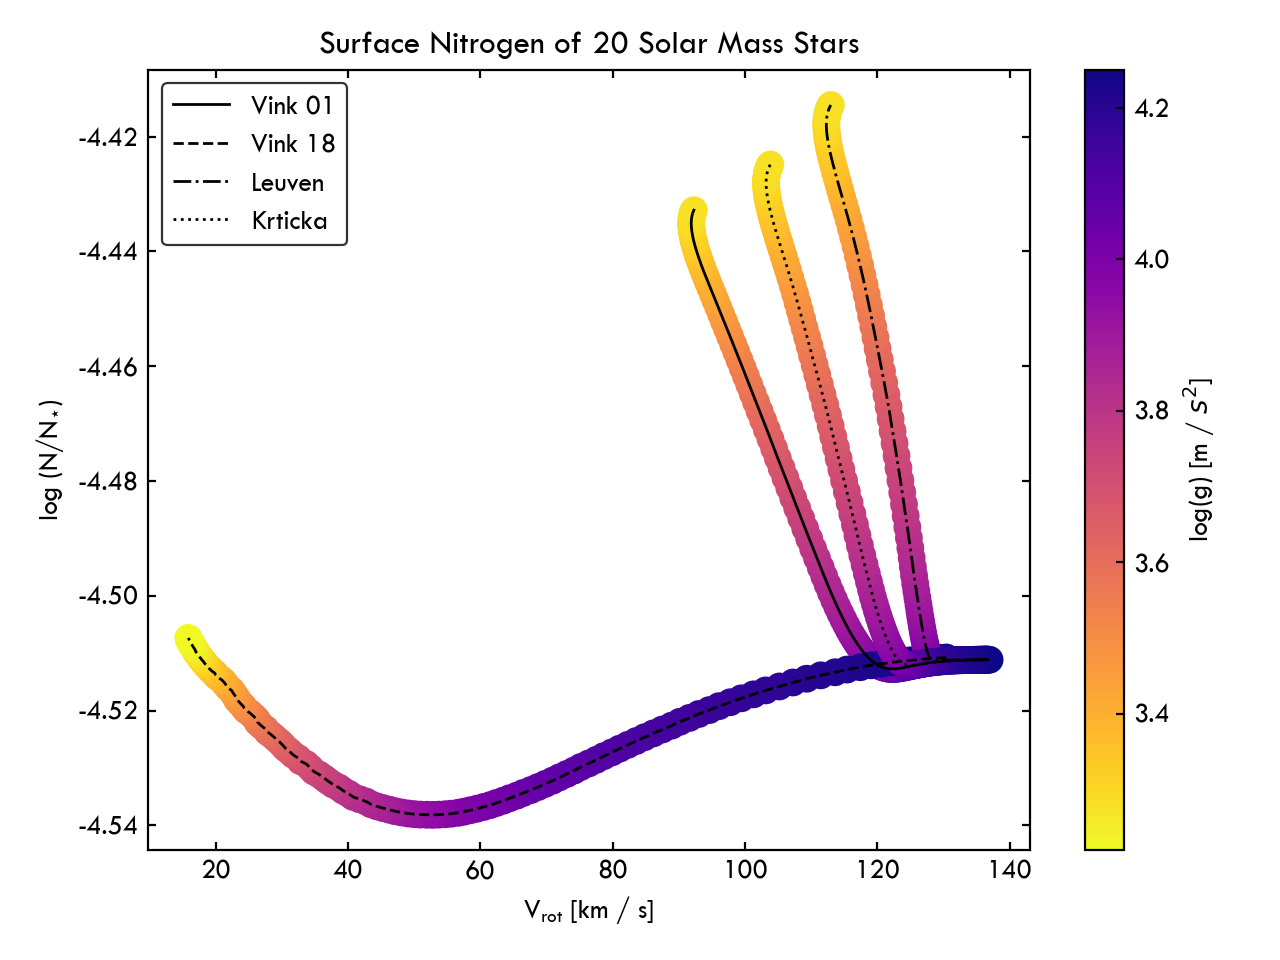 Surface Nitrogen of 20 Solar Mass Stars
Vink 01
Vink 18
Leuven
Krticka
-4.42
-4.44
-4.46
-4.48
-4.50
-4.52
-4.54
log (N/N⋆)
20 40 60 80 100 120 140
V_rot [km / s]
4.2
4.0
3.8
3.6
3.4
log(g) [m / s²]